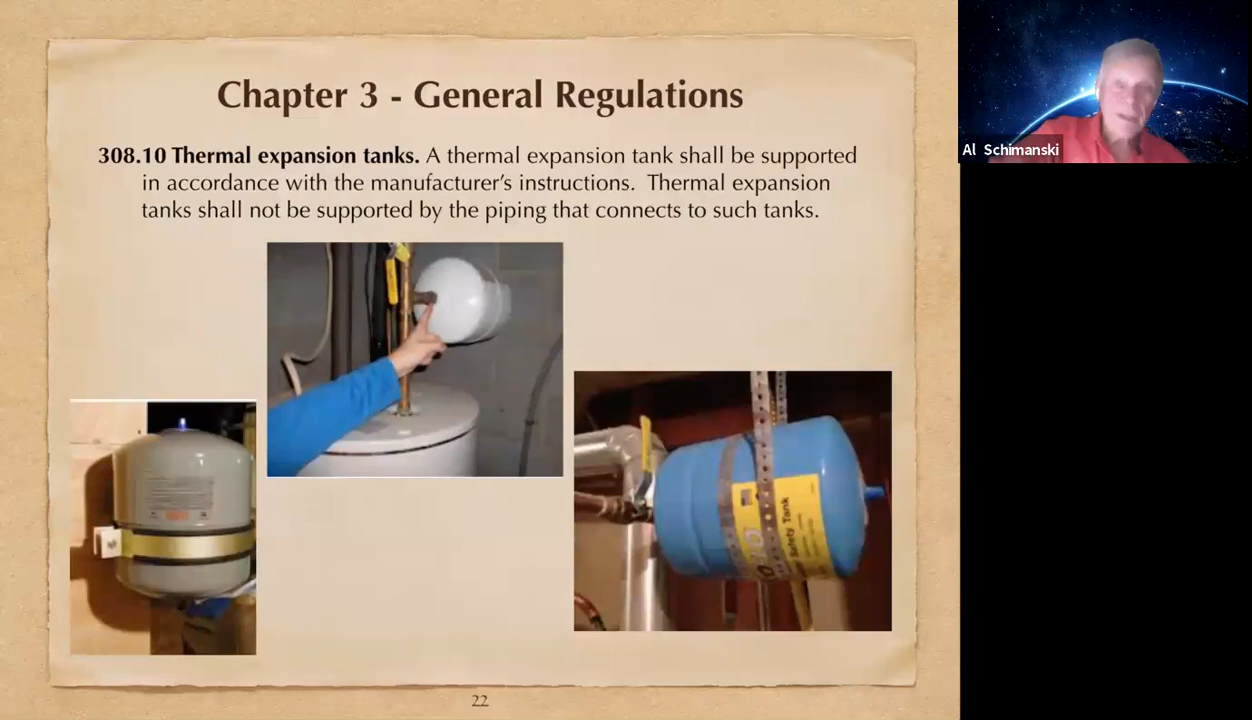 Chapter 3 - General Regulations
308.10 Thermal expansion tanks. A thermal expansion tank shall be supported
in accordance with the manufacturer's instructions. Thermal expansion
tanks shall not be supported by the piping that connects to such tanks.
Safety Tank
22
Al Schimanski